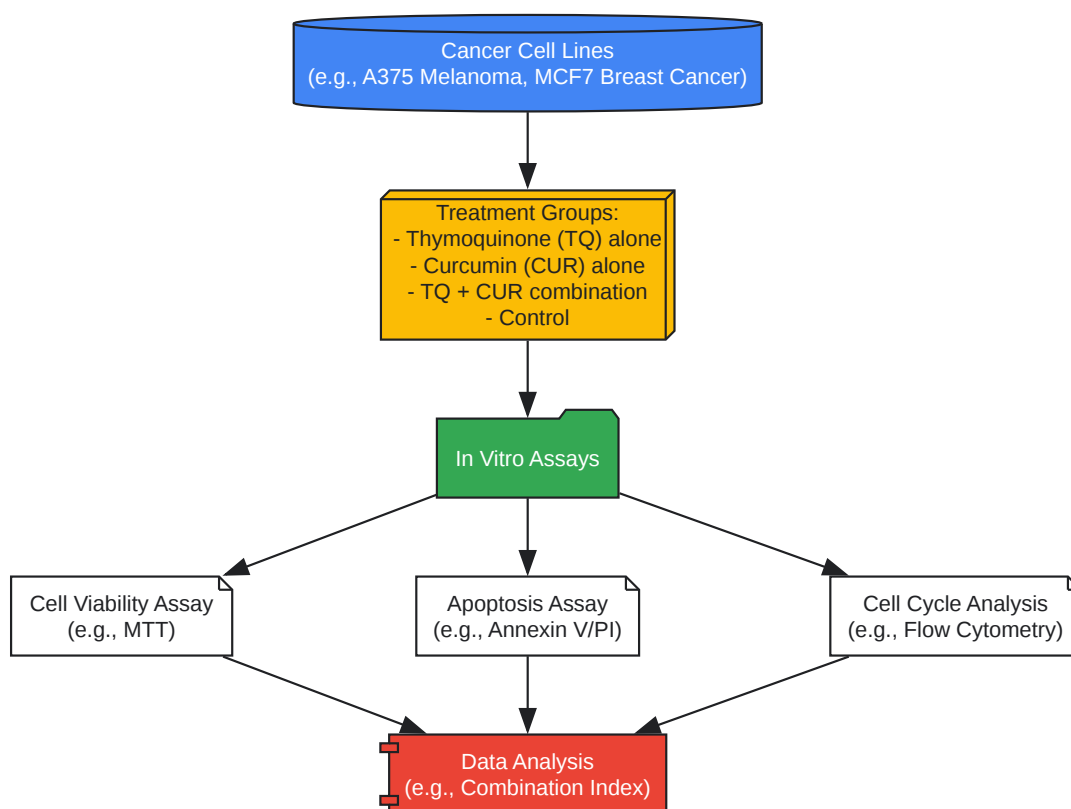 Cancer Cell Lines
(e.g., A375 Melanoma, MCF7 Breast Cancer)
Treatment Groups:
- Thymoquinone (TQ) alone
- Curcumin (CUR) alone
- TQ + CUR combination
- Control
In Vitro Assays
Cell Viability Assay
(e.g., MTT)
Apoptosis Assay
(e.g., Annexin V/PI)
Cell Cycle Analysis
(e.g., Flow Cytometry)
Data Analysis
(e.g., Combination Index)